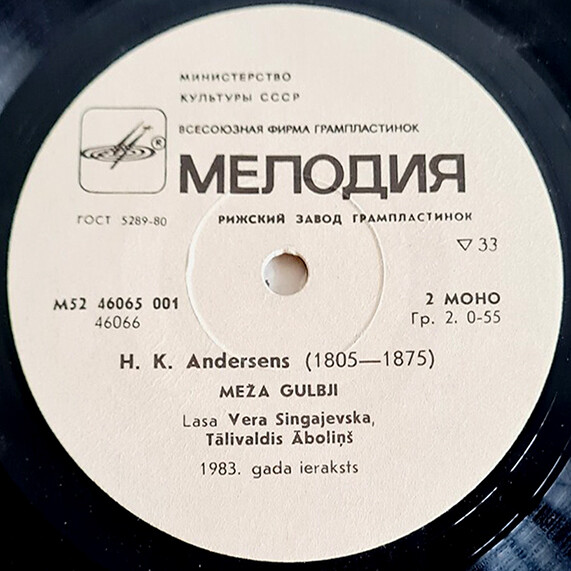 МИНИСТЕРСТВО
КУЛЬТУРЫ СССР
ВСЕСОЮЗНАЯ ФИРМА ГРАМПЛАСТИНОК
®
МЕЛОДИЯ
ГОСТ 5289-80
РИЖСКИЙ ЗАВОД ГРАМПЛАСТИНОК
▽ 33
М52 46065 001
46066
2 МОНО
Гр. 2. 0-55
H. K. Andersens (1805—1875)
MEŽA GULBJI
Lasa Vera Singajevska,
Tālivaldis Āboliņš
1983. gada ieraksts